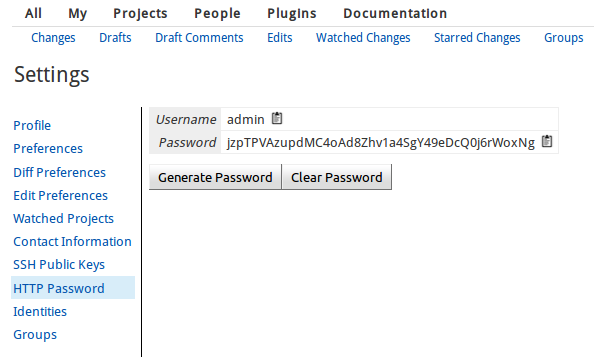 All My Projects People Plugins Documentation
Changes Drafts Draft Comments Edits Watched Changes Starred Changes Groups
Settings
Profile
Preferences
Diff Preferences
Edit Preferences
Watched Projects
Contact Information
SSH Public Keys
HTTP Password
Identities
Groups
Username admin
Password jzpTPVAzupdMC4oAd8Zhv1a4SgY49eDcQ0j6rWoxNg
Generate Password Clear Password